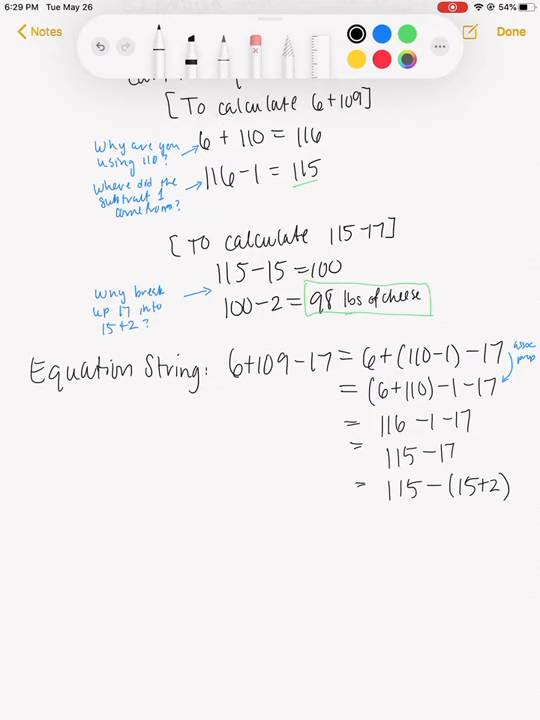 6:29 PM Tue May 26
54%
Notes
Done
[To calculate 6+109]
6 + 110 = 116
116-1 = 115
Why are you
using 110?
Where did the
subtract 1
come from?
[To calculate 115-17]
115-15=100
100-2= 98 lbs of cheese
Why break
up 17 into
15+2?
Equation String: 6+109-17 = 6+(110-1)-17
assoc
prop
= (6+110)-1-17
= 116-1-17
= 115-17
= 115-(15+2)